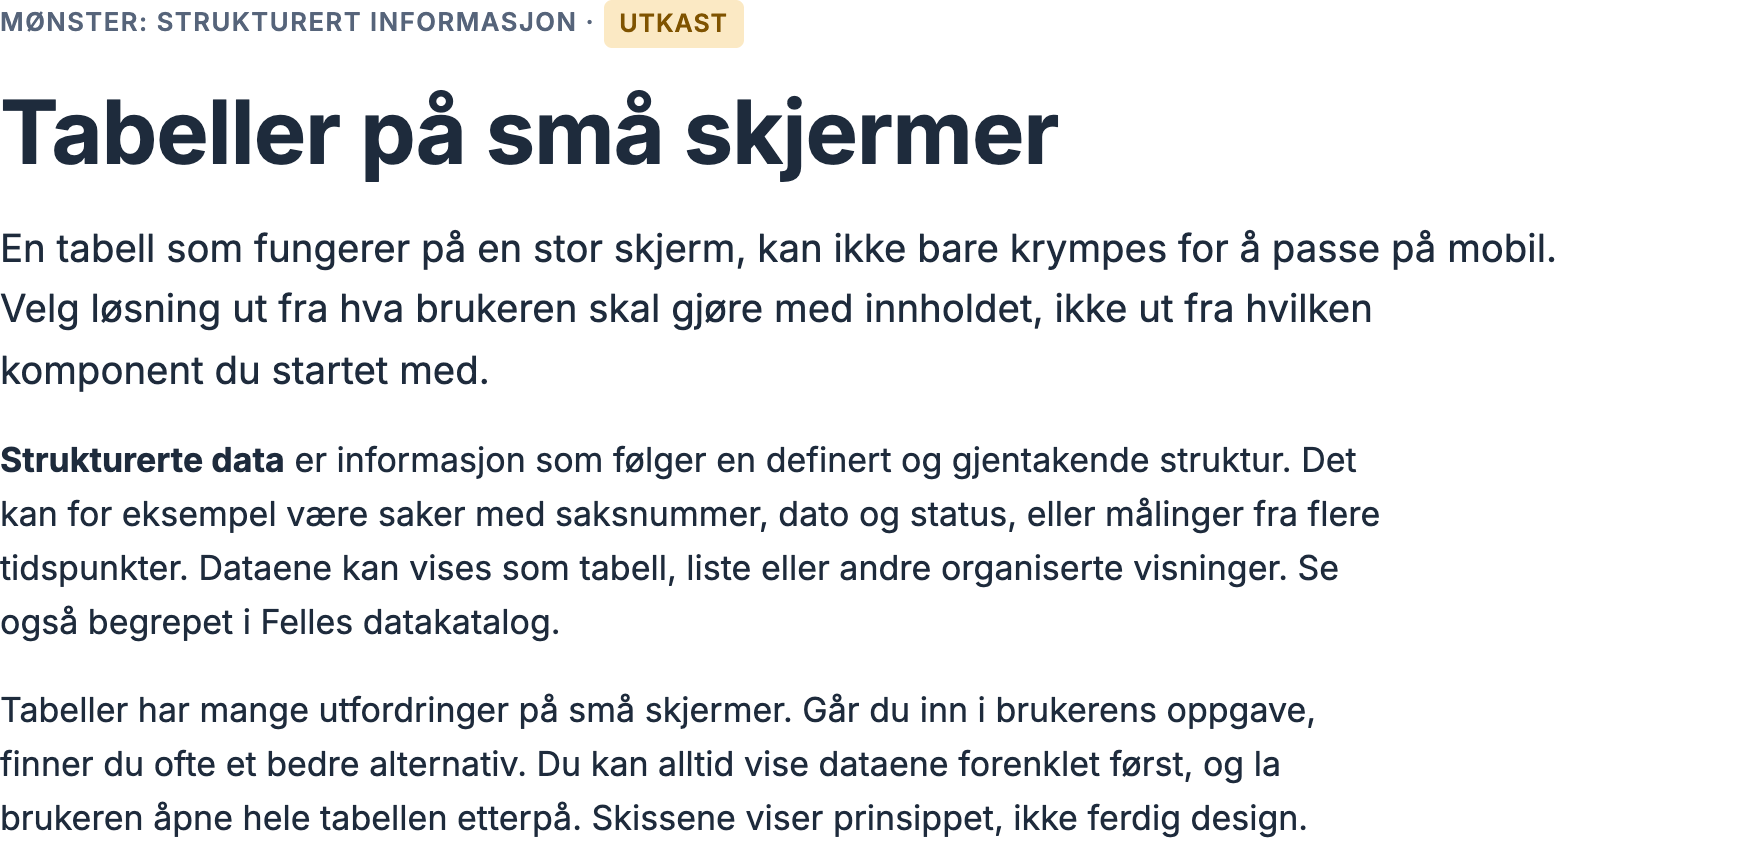 MØNSTER: STRUKTURERT INFORMASJON · UTKAST
Tabeller på små skjermer
En tabell som fungerer på en stor skjerm, kan ikke bare krympes for å passe på mobil.
Velg løsning ut fra hva brukeren skal gjøre med innholdet, ikke ut fra hvilken
komponent du startet med.
Strukturerte data er informasjon som følger en definert og gjentakende struktur. Det
kan for eksempel være saker med saksnummer, dato og status, eller målinger fra flere
tidspunkter. Dataene kan vises som tabell, liste eller andre organiserte visninger. Se
også begrepet i Felles datakatalog.
Tabeller har mange utfordringer på små skjermer. Går du inn i brukerens oppgave,
finner du ofte et bedre alternativ. Du kan alltid vise dataene forenklet først, og la
brukeren åpne hele tabellen etterpå. Skissene viser prinsippet, ikke ferdig design.